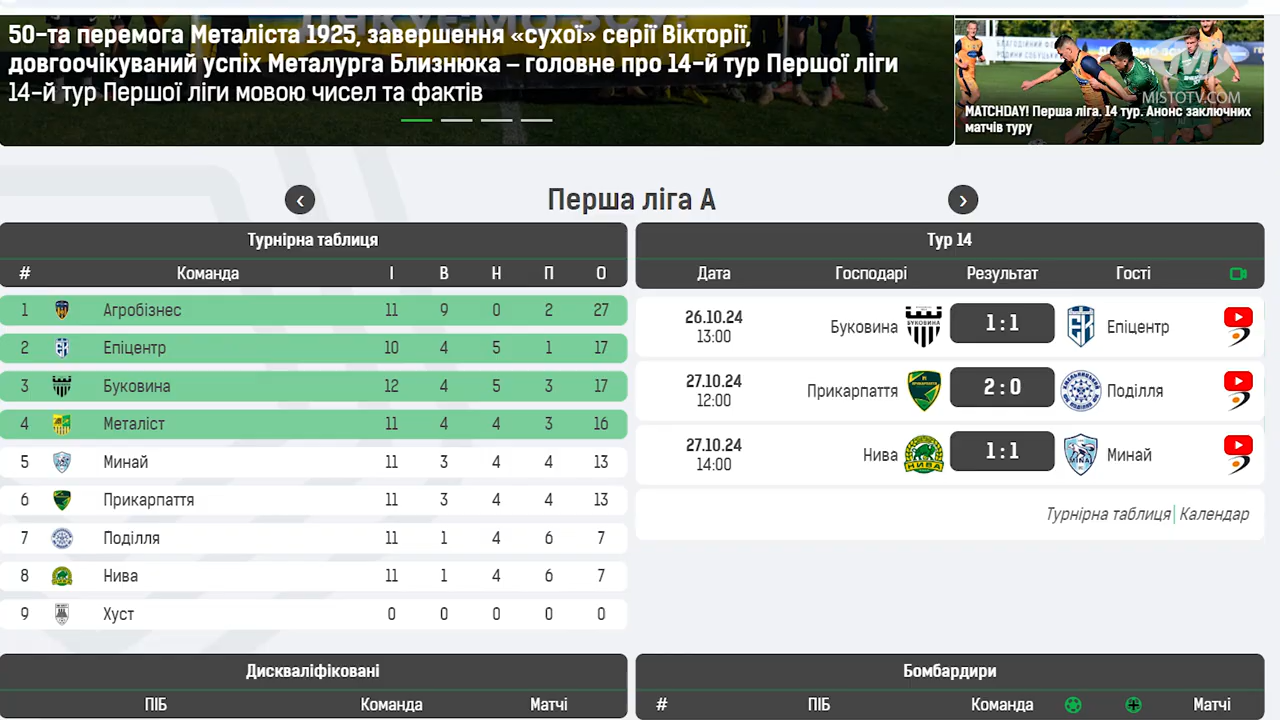 50-та перемога Металіста 1925, завершення «сухої» серії Вікторії,
довгоочікуваний успіх Металурга Близнюка – головне про 14-й тур Першої ліги
14-й тур Першої ліги мовою чисел та фактів
MISTOTV.COM
MATCHDAY! Перша ліга. 14 тур. Анонс заключних
матчів туру
Перша ліга А
Турнірна таблиця
# Команда І В Н П О
1 Агробізнес 11 9 0 2 27
2 Епіцентр 10 4 5 1 17
3 Буковина 12 4 5 3 17
4 Металіст 11 4 4 3 16
5 Минай 11 3 4 4 13
6 Прикарпаття 11 3 4 4 13
7 Поділля 11 1 4 6 7
8 Нива 11 1 4 6 7
9 Хуст 0 0 0 0 0
Тур 14
Дата Господарі Результат Гості
26.10.24
13:00
Буковина 1:1 Епіцентр
27.10.24
12:00
Прикарпаття 2:0 Поділля
27.10.24
14:00
Нива 1:1 Минай
Турнірна таблиця | Календар
Дискваліфіковані
ПІБ Команда Матчі
Бомбардири
# ПІБ Команда Матчі